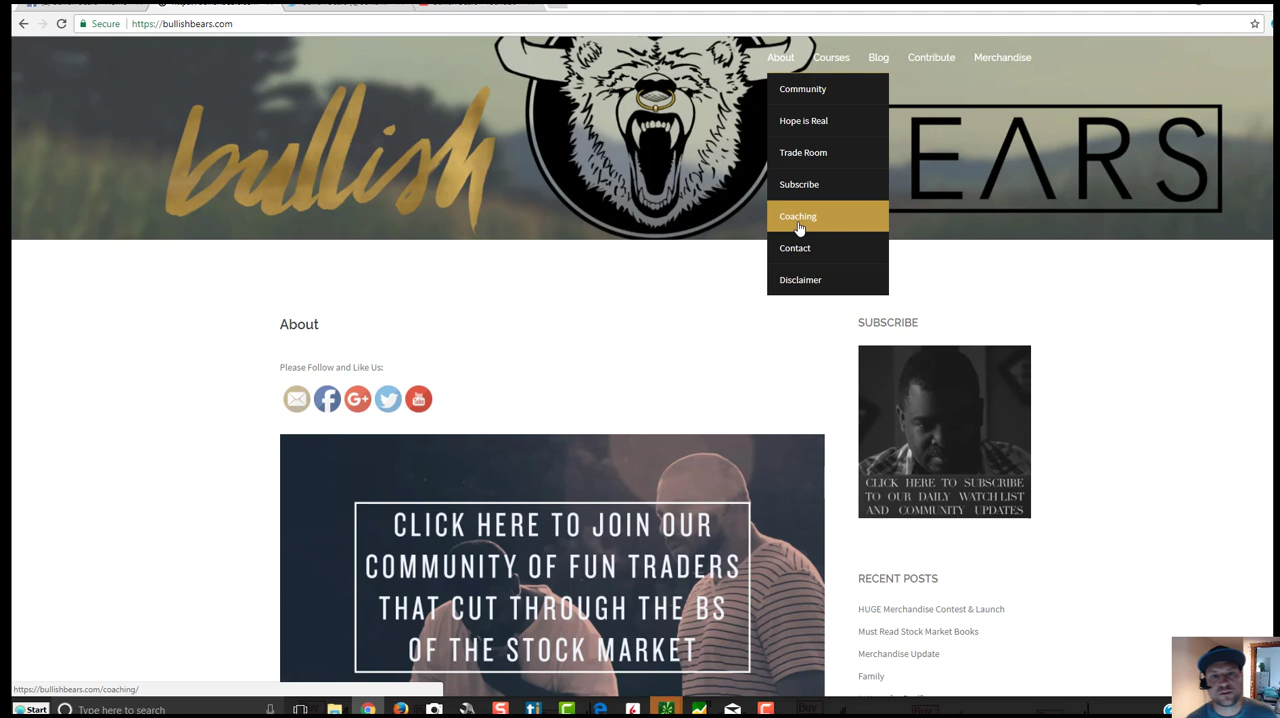 Secure
https://bullishbears.com
About
Courses
Blog
Contribute
Merchandise
bullish
EARS
Community
Hope is Real
Trade Room
Subscribe
Coaching
Contact
Disclaimer
About
Please Follow and Like Us:
You
CLICK HERE TO JOIN OUR
COMMUNITY OF FUN TRADERS
THAT CUT THROUGH THE BS
OF THE STOCK MARKET
SUBSCRIBE
CLICK HERE TO SUBSCRIBE
TO OUR DAILY WATCH LIST
AND COMMUNITY UPDATES
RECENT POSTS
HUGE Merchandise Contest & Launch
Must Read Stock Market Books
Merchandise Update
Family
https://bullishbears.com/coaching/
Start
Type here to search